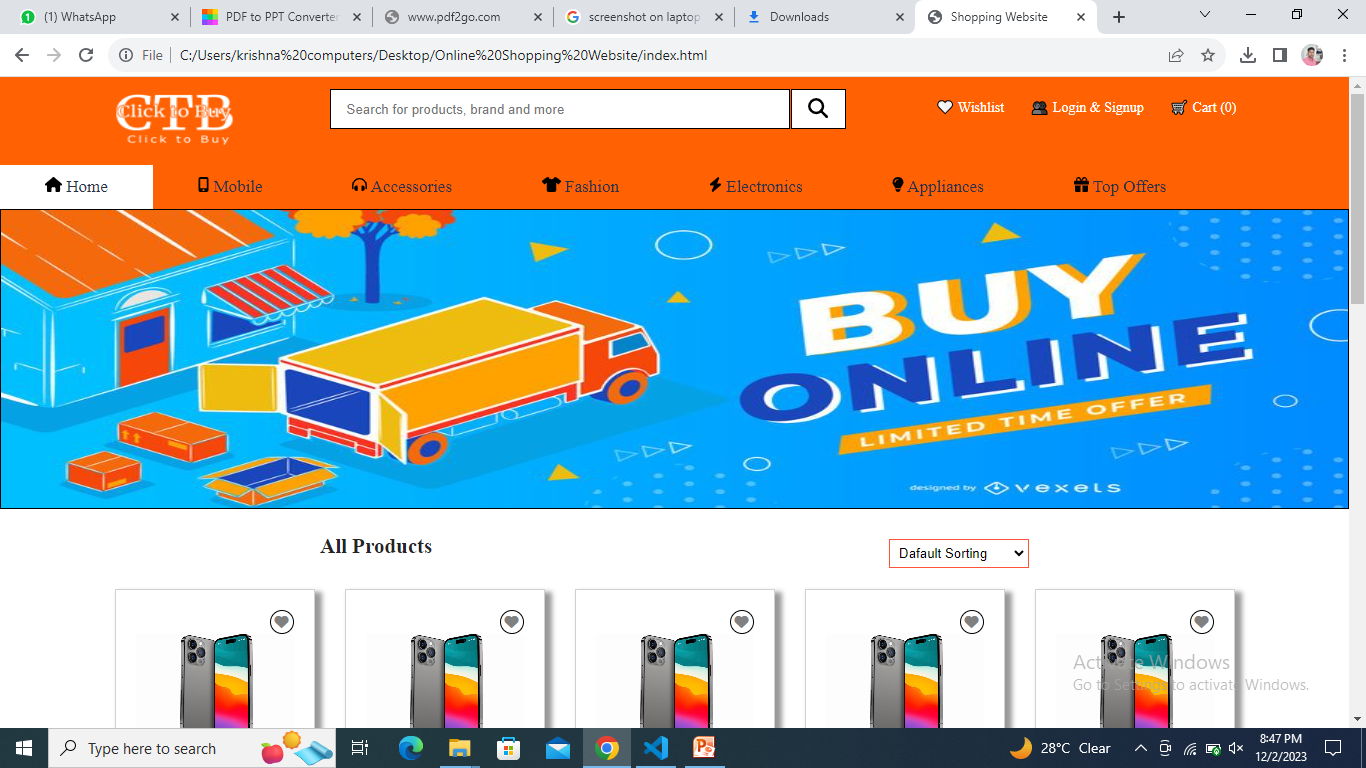 (1) WhatsApp
PDF to PPT Converter
www.pdf2go.com
screenshot on laptop
Downloads
Shopping Website
File
C:/Users/krishna%20computers/Desktop/Online%20Shopping%20Website/index.html
CTB
Click to Buy
Click to Buy
Search for products, brand and more
Wishlist
Login & Signup
Cart (0)
Home
Mobile
Accessories
Fashion
Electronics
Appliances
Top Offers
BUY
ONLINE
LIMITED TIME OFFER
designed by vexels
All Products
Dafault Sorting
Activate Windows
Go to Settings to activate Windows.
Type here to search
28°C Clear
8:47 PM
12/2/2023